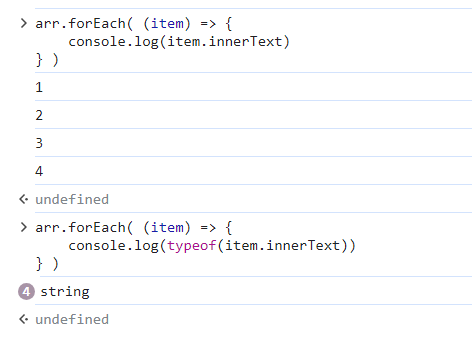 > arr.forEach( (item) => {
    console.log(item.innerText)
} )
1
2
3
4
<· undefined
> arr.forEach( (item) => {
    console.log(typeof(item.innerText))
} )
4 string
<· undefined